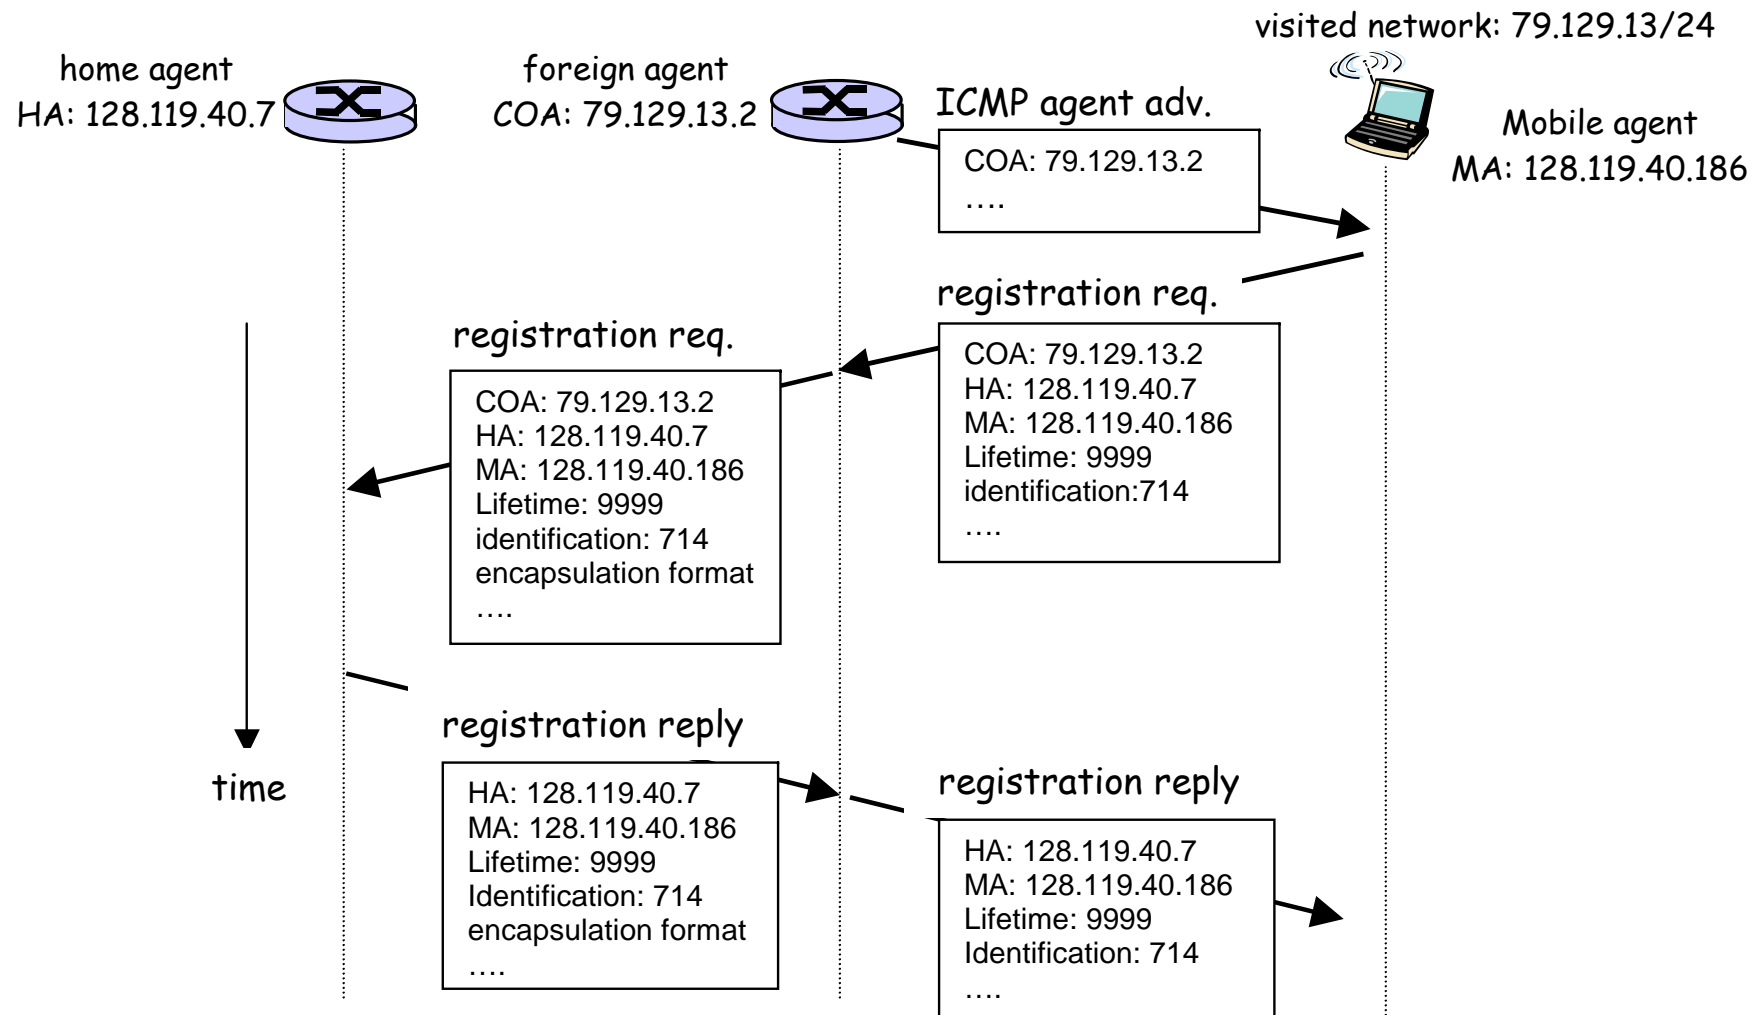 visited network: 79.129.13/24
home agent
HA: 128.119.40.7
foreign agent
COA: 79.129.13.2
ICMP agent adv.
Mobile agent
MA: 128.119.40.186
COA: 79.129.13.2
….
registration req.
COA: 79.129.13.2
HA: 128.119.40.7
MA: 128.119.40.186
Lifetime: 9999
identification:714
….
registration req.
COA: 79.129.13.2
HA: 128.119.40.7
MA: 128.119.40.186
Lifetime: 9999
identification: 714
encapsulation format
….
time
registration reply
HA: 128.119.40.7
MA: 128.119.40.186
Lifetime: 9999
Identification: 714
encapsulation format
….
registration reply
HA: 128.119.40.7
MA: 128.119.40.186
Lifetime: 9999
Identification: 714
….